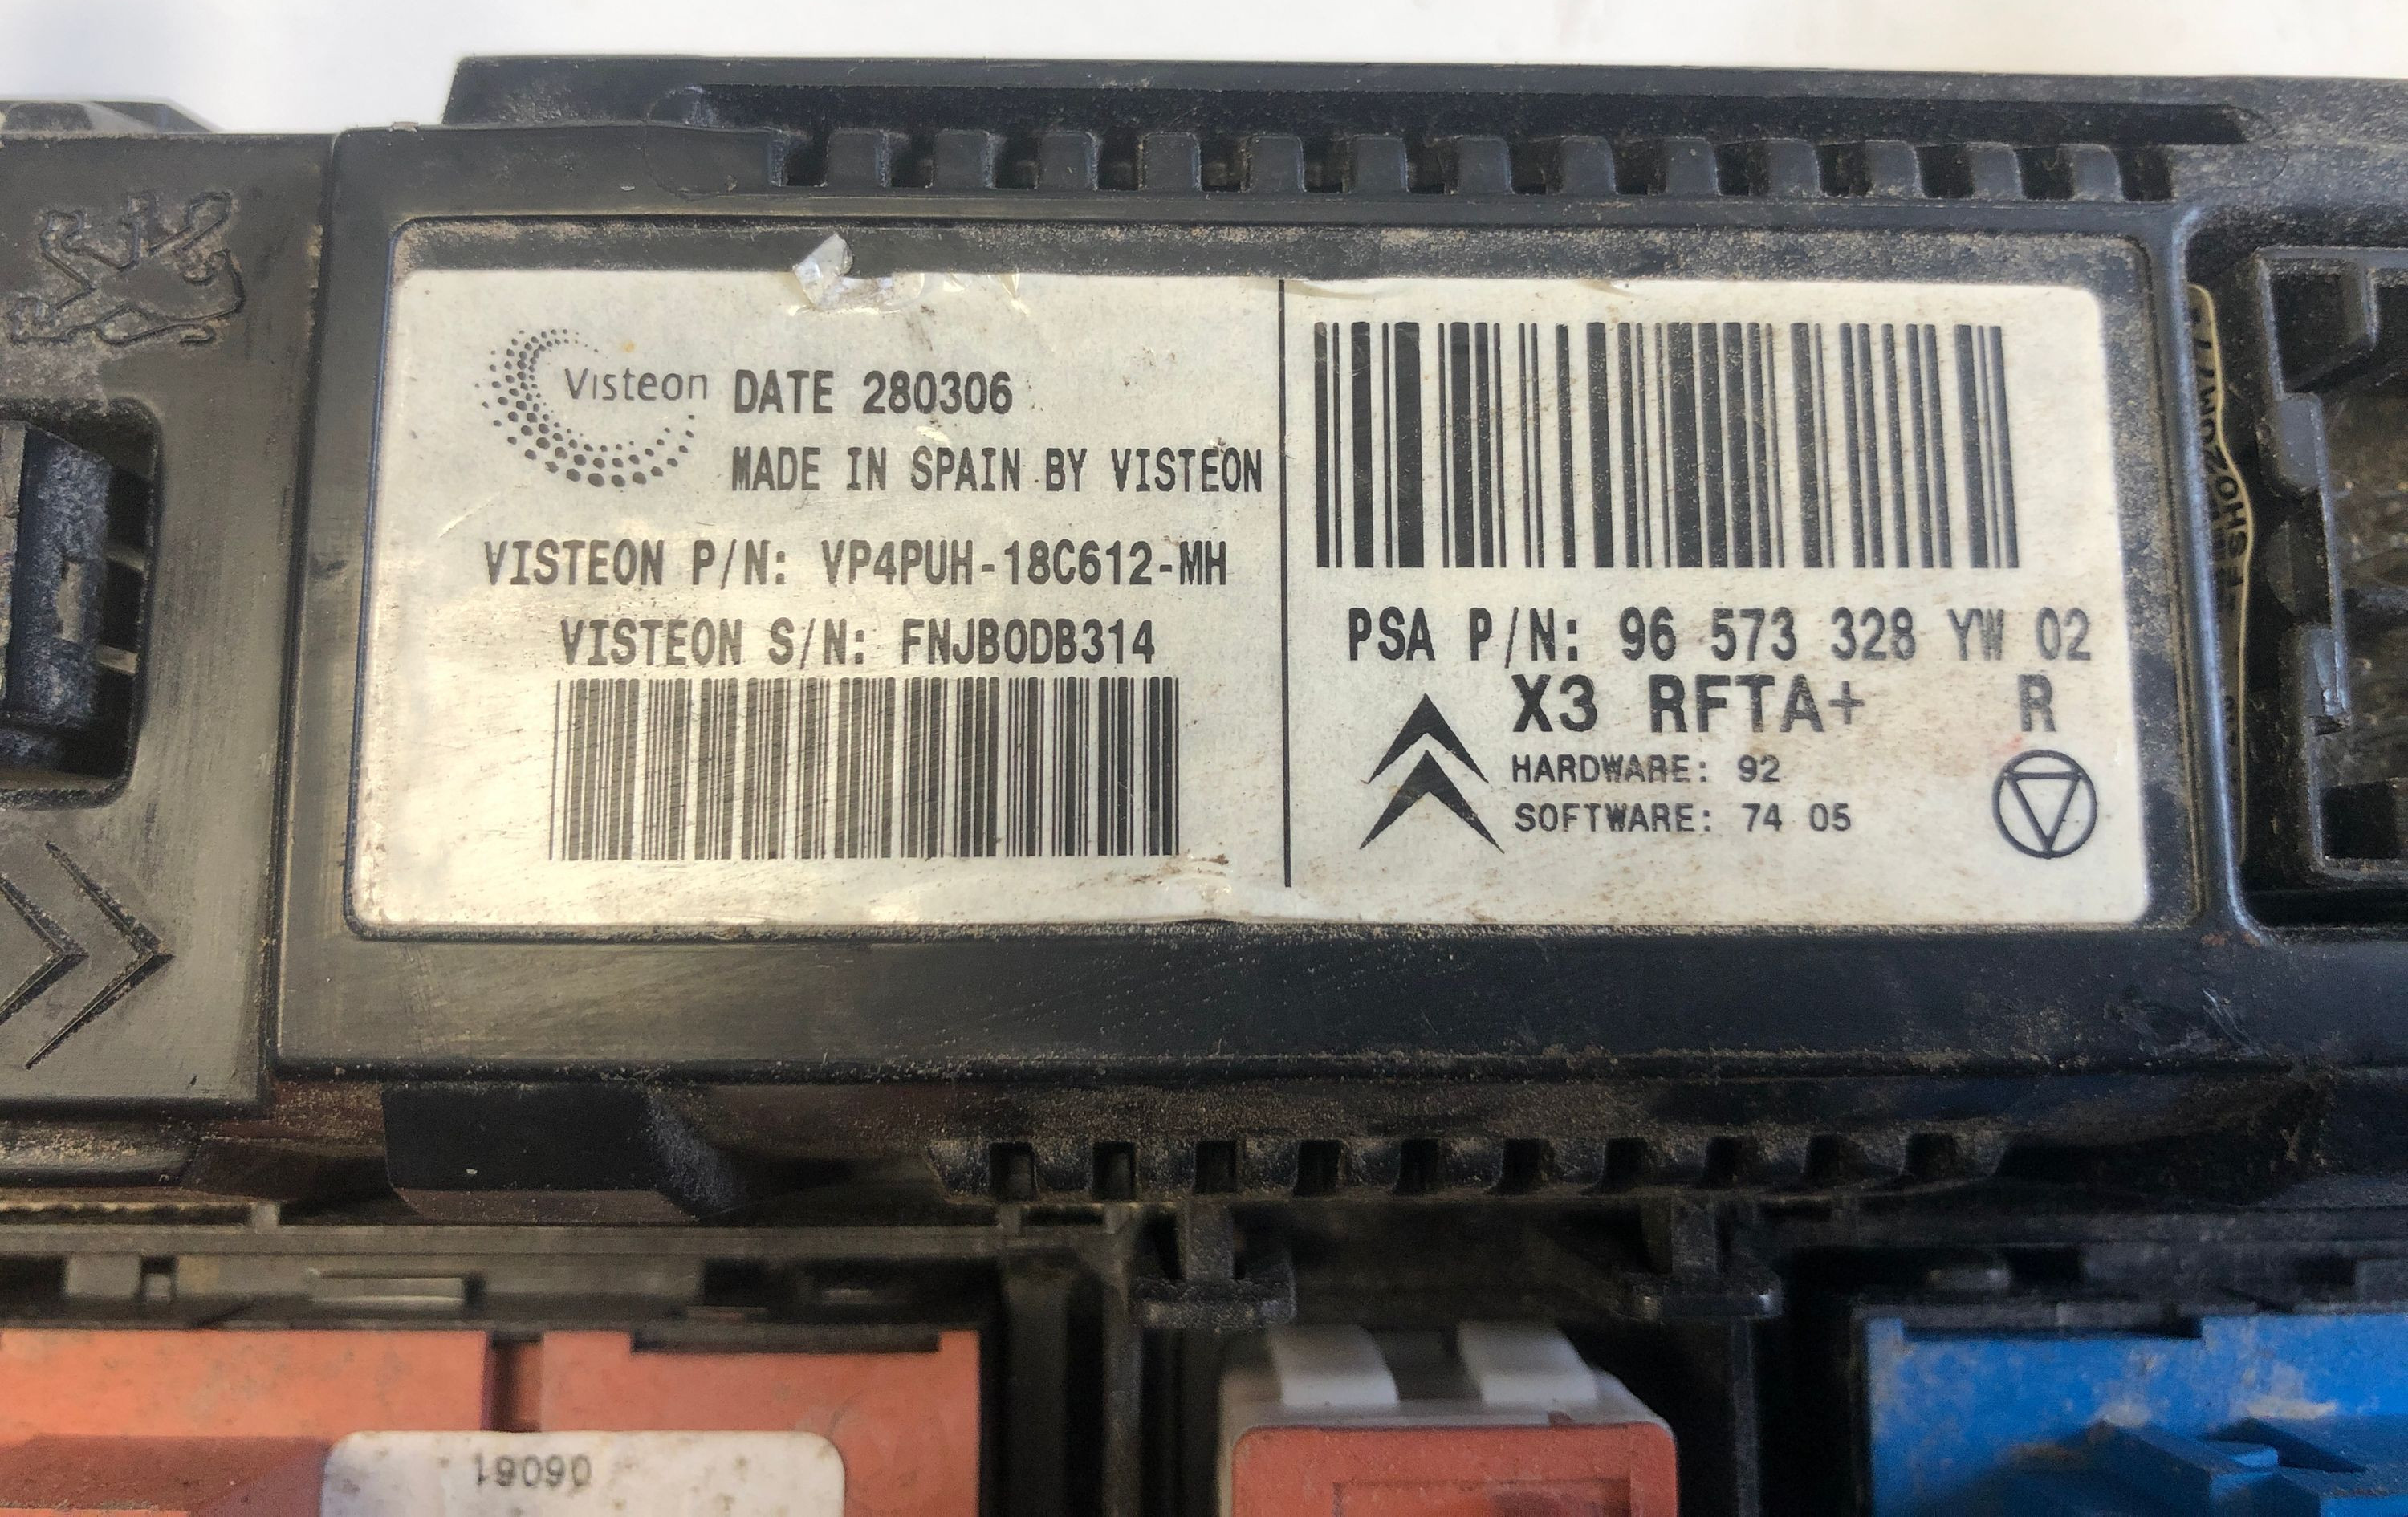 Visteon DATE 280306
MADE IN SPAIN BY VISTEON
VISTEON P/N: VP4PUH-18C612-MH
VISTEON S/N: FNJB0DB314
PSA P/N: 96 573 328 YW 02
X3 RFTA+ R
HARDWARE: 92
SOFTWARE: 74 05
19090